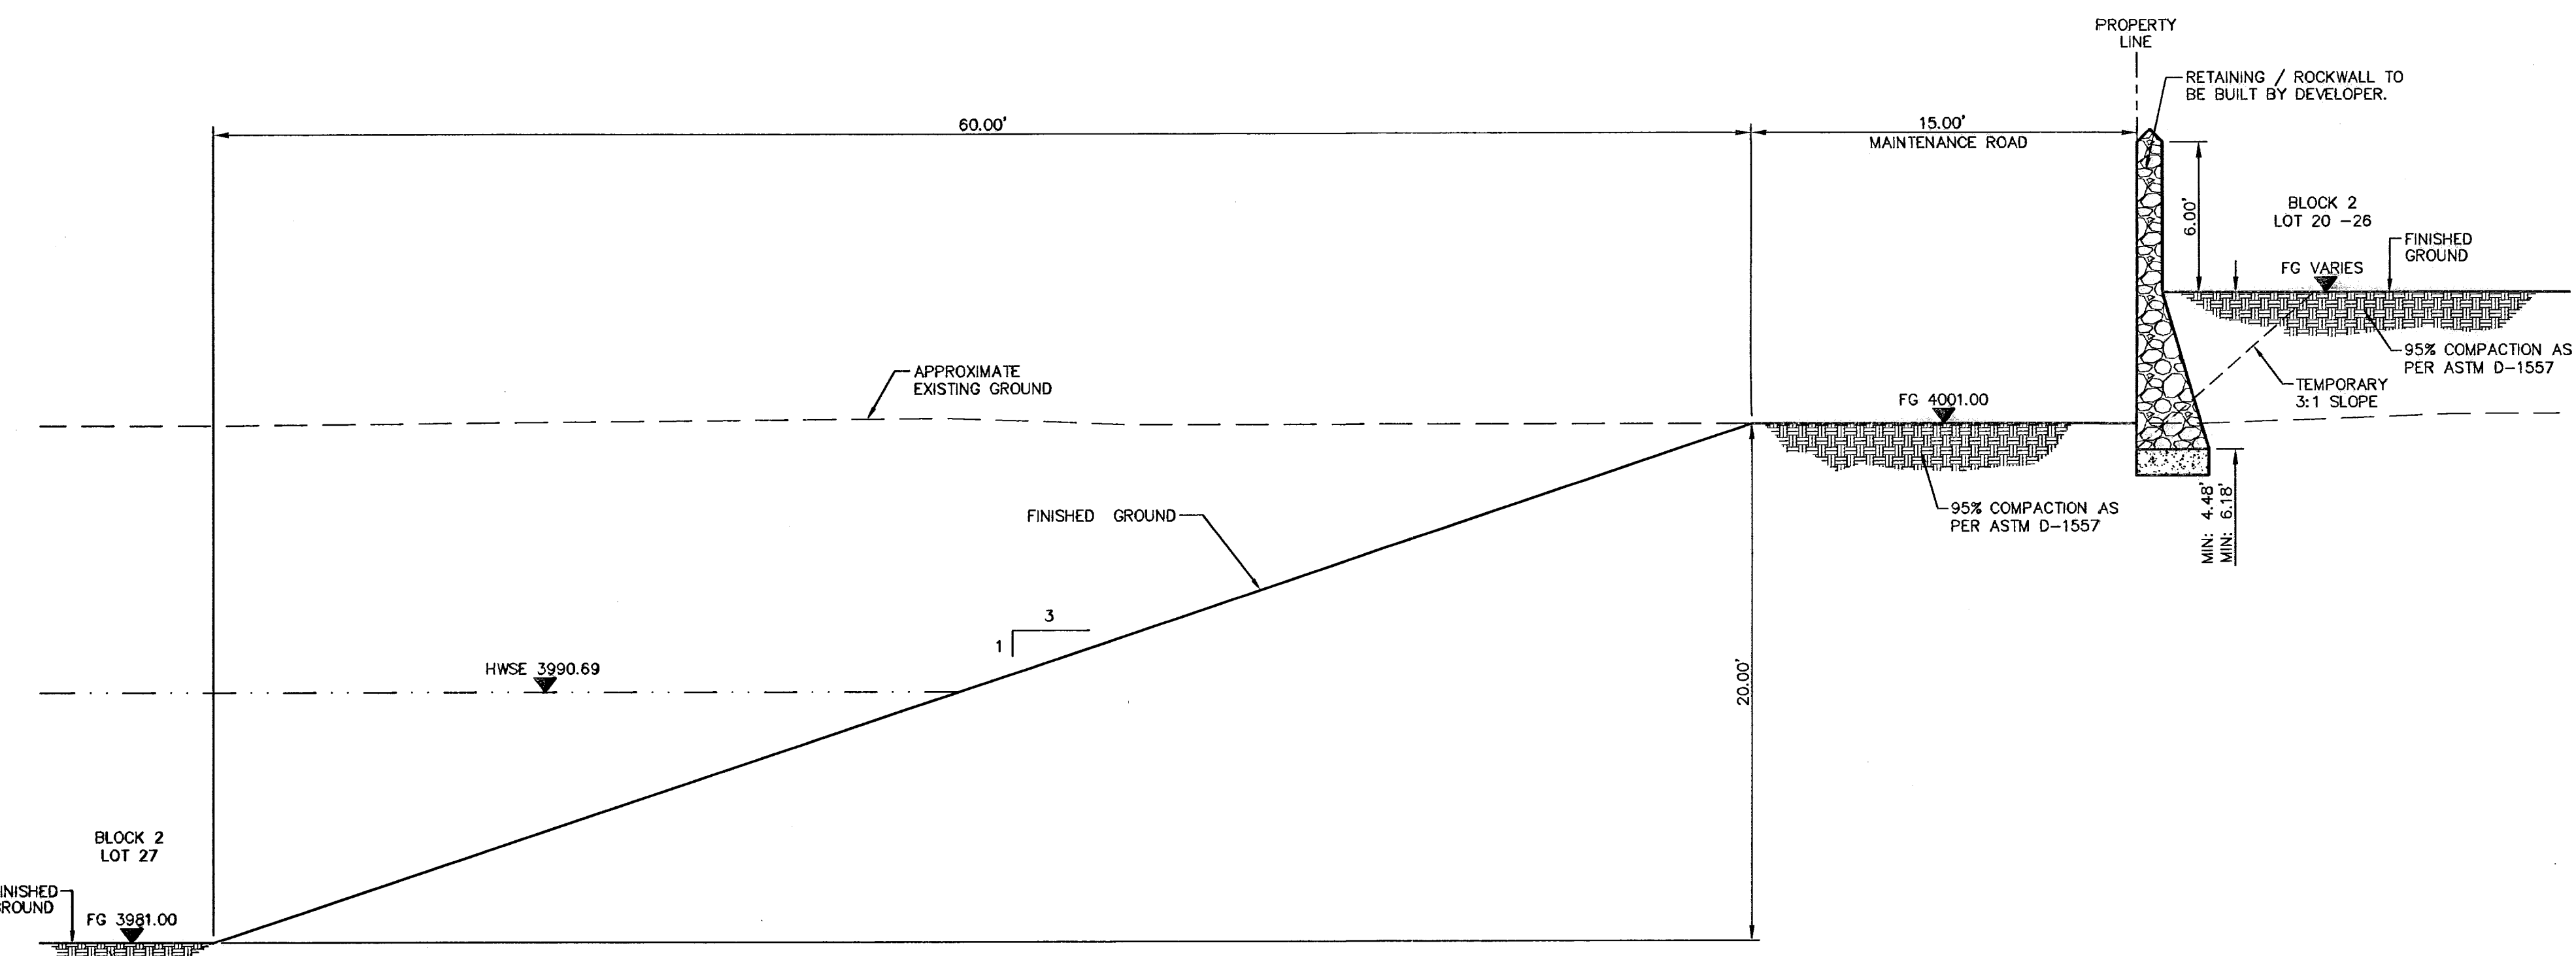 PROPERTY
LINE
RETAINING / ROCKWALL TO
BE BUILT BY DEVELOPER.
60.00'
15.00'
MAINTENANCE ROAD
6.00'
BLOCK 2
LOT 20 -26
FINISHED
GROUND
FG VARIES
95% COMPACTION AS
PER ASTM D-1557
TEMPORARY
3:1 SLOPE
APPROXIMATE
EXISTING GROUND
FG 4001.00
95% COMPACTION AS
PER ASTM D-1557
MIN: 4.48'
MIN: 6.18'
FINISHED GROUND
3
1
HWSE 3990.69
20.00'
BLOCK 2
LOT 27
INISHED
GROUND
FG 3981.00